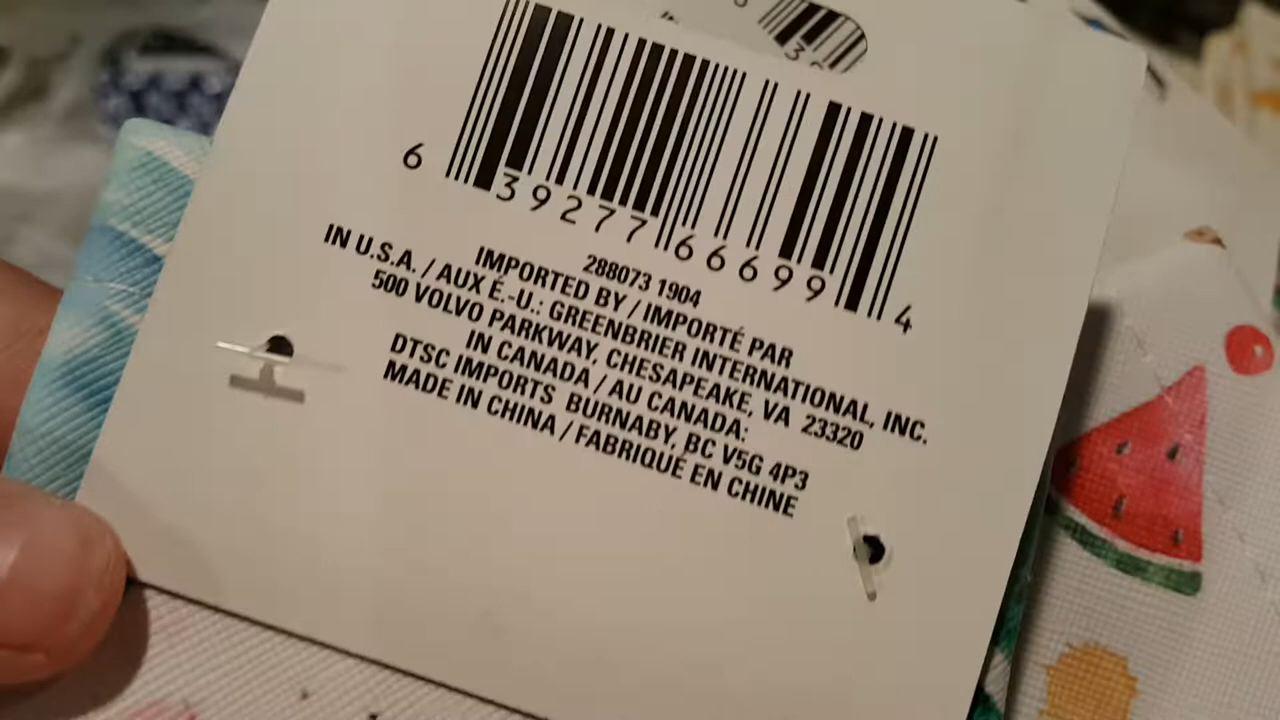 6 39277 66699 4
288073 1904
IMPORTED BY / IMPORTÉ PAR
IN U.S.A. / AUX É.-U.: GREENBRIER INTERNATIONAL, INC.
500 VOLVO PARKWAY, CHESAPEAKE, VA 23320
IN CANADA / AU CANADA:
DTSC IMPORTS BURNABY, BC V5G 4P3
MADE IN CHINA / FABRIQUÉ EN CHINE